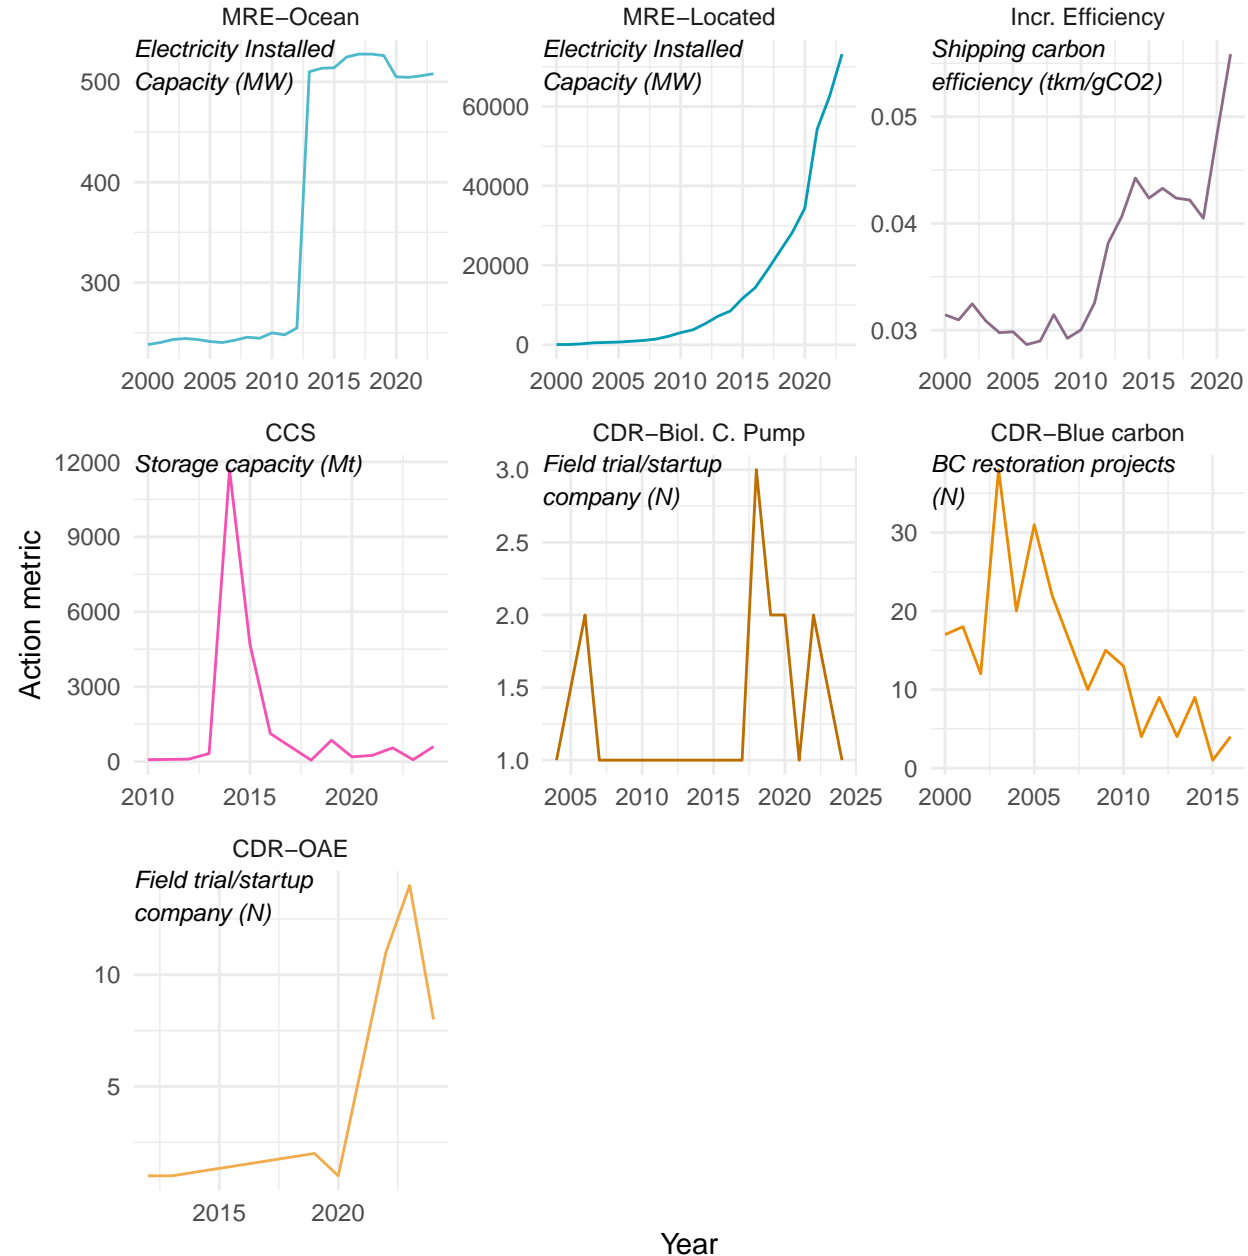 MRE−Ocean
Electricity Installed
Capacity (MW)
500
400
300
2000 2005 2010 2015 2020
MRE−Located
Electricity Installed
Capacity (MW)
60000
40000
20000
0
2000 2005 2010 2015 2020
Incr. Efficiency
Shipping carbon
efficiency (tkm/gCO2)
0.05
0.04
0.03
2000 2005 2010 2015 2020
Action metric
CCS
Storage capacity (Mt)
12000
9000
6000
3000
0
2010 2015 2020
CDR−Biol. C. Pump
Field trial/startup
company (N)
3.0
2.5
2.0
1.5
1.0
2005 2010 2015 2020 2025
CDR−Blue carbon
BC restoration projects
(N)
30
20
10
0
2000 2005 2010 2015
CDR−OAE
Field trial/startup
company (N)
10
5
2015 2020
Year